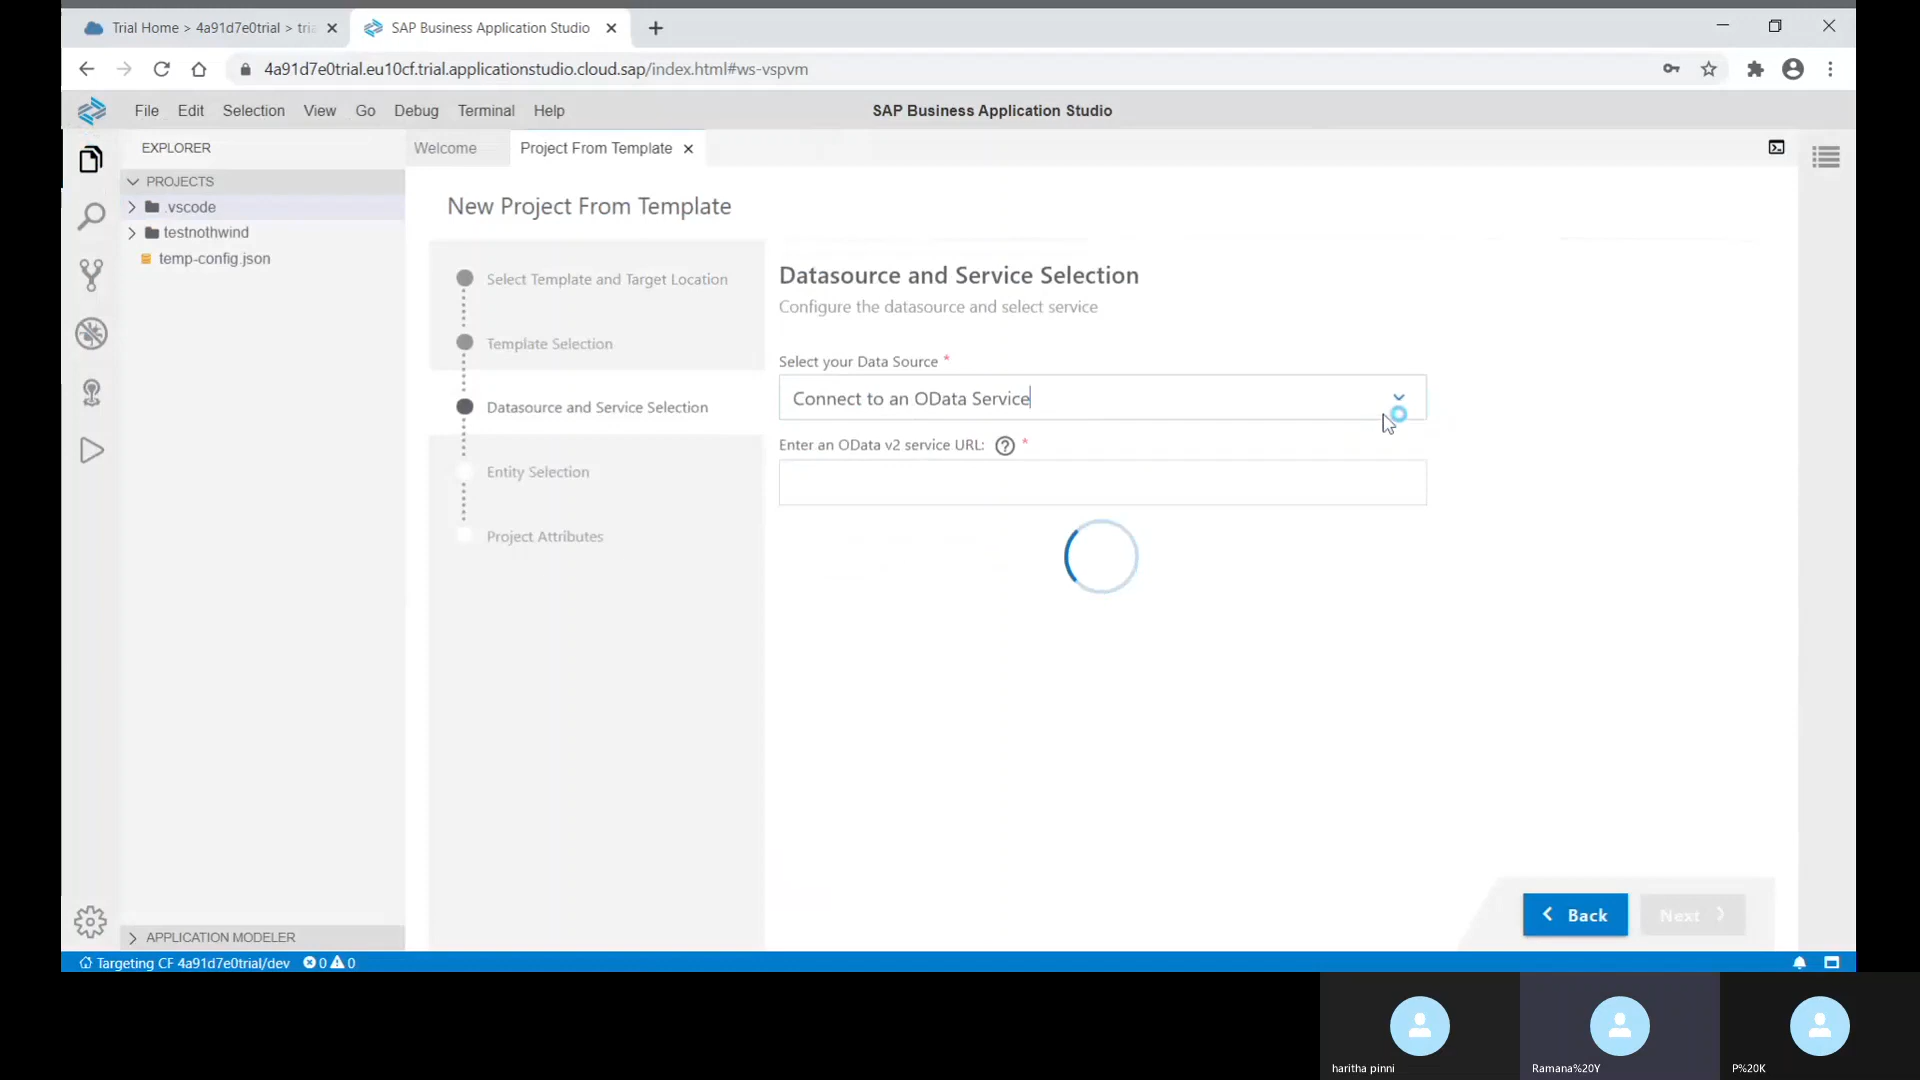 Trial Home > 4a91d7e0trial > tria
SAP Business Application Studio
4a91d7e0trial.eu10cf.trial.applicationstudio.cloud.sap/index.html#ws-vspvm
File Edit Selection View Go Debug Terminal Help
SAP Business Application Studio
EXPLORER
Welcome
Project From Template
PROJECTS
.vscode
testnothwind
temp-config.json
New Project From Template
Select Template and Target Location
Template Selection
Datasource and Service Selection
Entity Selection
Project Attributes
Datasource and Service Selection
Configure the datasource and select service
Select your Data Source *
Connect to an OData Service
Enter an OData v2 service URL: ? *
Back
Next
APPLICATION MODELER
Targeting CF 4a91d7e0trial/dev 0 0
haritha pinni
Ramana%20Y
P%20K